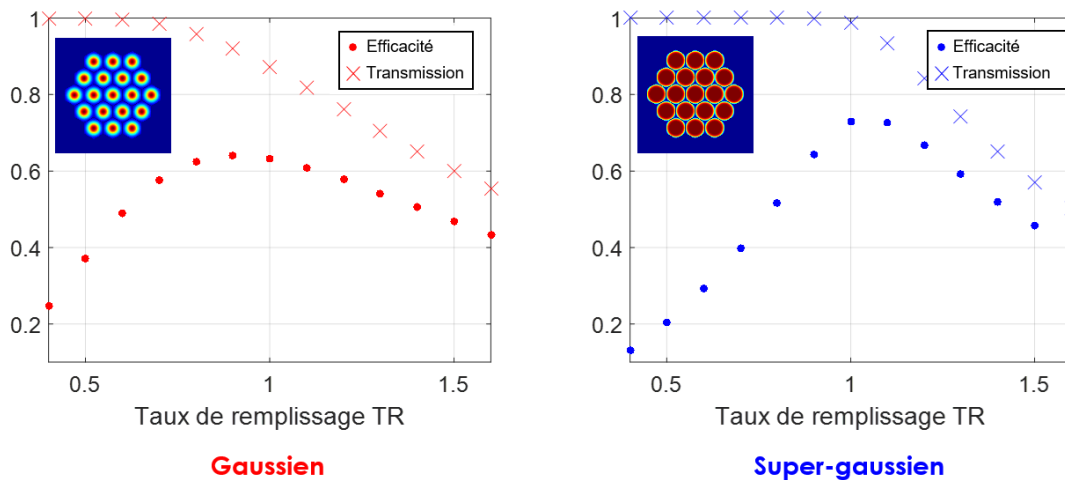 1
0.8
0.6
0.4
0.2
0.5
1
1.5
Efficacité
Transmission
Taux de remplissage TR
Gaussien
1
0.8
0.6
0.4
0.2
0.5
1
1.5
Efficacité
Transmission
Taux de remplissage TR
Super-gaussien